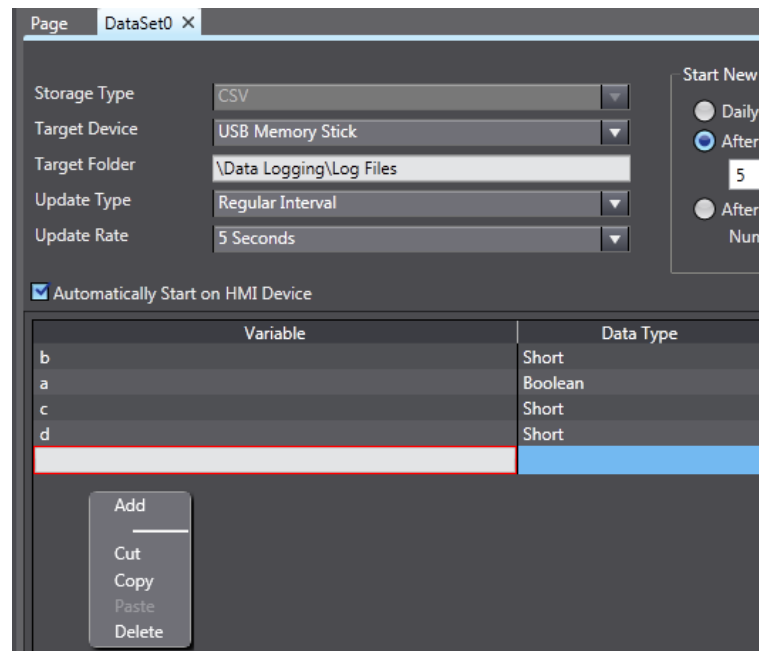 Page DataSet0 ×
Storage Type CSV
Target Device USB Memory Stick
Target Folder \Data Logging\Log Files
Update Type Regular Interval
Update Rate 5 Seconds
Start New
Daily
After
5
After
Num
Automatically Start on HMI Device
Variable Data Type
b Short
a Boolean
c Short
d Short
Add
Cut
Copy
Paste
Delete